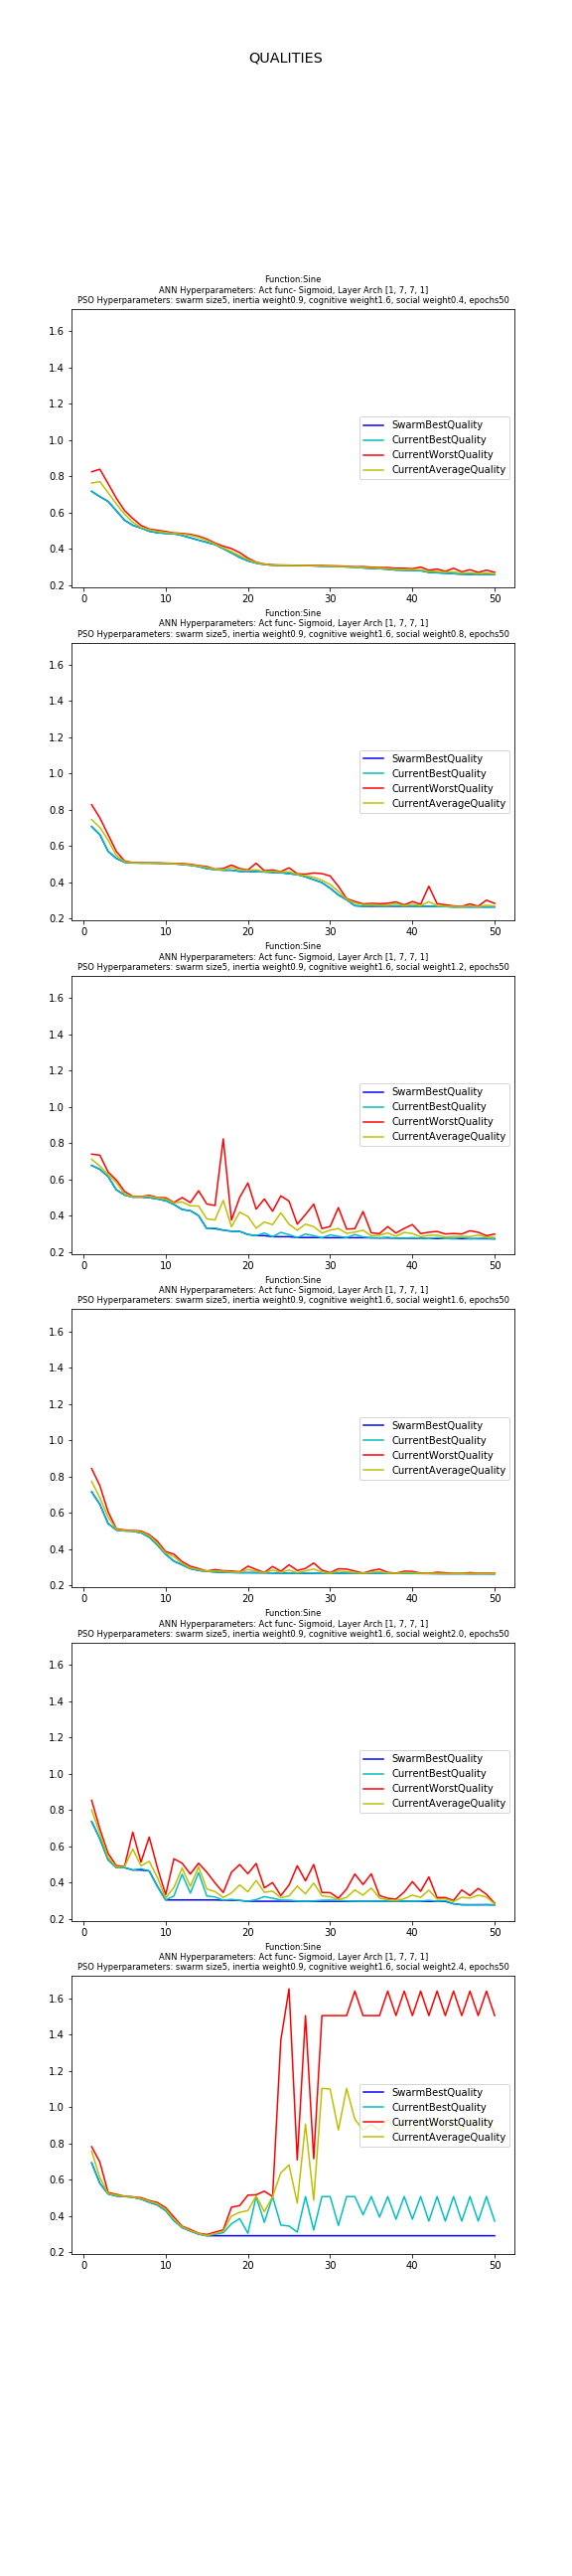 QUALITIES
Function:Sine
ANN Hyperparameters: Act func- Sigmoid, Layer Arch [1, 7, 7, 1]
PSO Hyperparameters: swarm size5, inertia weight0.9, cognitive weight1.6, social weight0.4, epochs50
1.6
1.4
1.2
1.0
0.8
0.6
0.4
0.2
SwarmBestQuality
CurrentBestQuality
CurrentWorstQuality
CurrentAverageQuality
0 10 20 30 40 50
Function:Sine
ANN Hyperparameters: Act func- Sigmoid, Layer Arch [1, 7, 7, 1]
PSO Hyperparameters: swarm size5, inertia weight0.9, cognitive weight1.6, social weight0.8, epochs50
1.6
1.4
1.2
1.0
0.8
0.6
0.4
0.2
SwarmBestQuality
CurrentBestQuality
CurrentWorstQuality
CurrentAverageQuality
0 10 20 30 40 50
Function:Sine
ANN Hyperparameters: Act func- Sigmoid, Layer Arch [1, 7, 7, 1]
PSO Hyperparameters: swarm size5, inertia weight0.9, cognitive weight1.6, social weight1.2, epochs50
1.6
1.4
1.2
1.0
0.8
0.6
0.4
0.2
SwarmBestQuality
CurrentBestQuality
CurrentWorstQuality
CurrentAverageQuality
0 10 20 30 40 50
Function:Sine
ANN Hyperparameters: Act func- Sigmoid, Layer Arch [1, 7, 7, 1]
PSO Hyperparameters: swarm size5, inertia weight0.9, cognitive weight1.6, social weight1.6, epochs50
1.6
1.4
1.2
1.0
0.8
0.6
0.4
0.2
SwarmBestQuality
CurrentBestQuality
CurrentWorstQuality
CurrentAverageQuality
0 10 20 30 40 50
Function:Sine
ANN Hyperparameters: Act func- Sigmoid, Layer Arch [1, 7, 7, 1]
PSO Hyperparameters: swarm size5, inertia weight0.9, cognitive weight1.6, social weight2.0, epochs50
1.6
1.4
1.2
1.0
0.8
0.6
0.4
0.2
SwarmBestQuality
CurrentBestQuality
CurrentWorstQuality
CurrentAverageQuality
0 10 20 30 40 50
Function:Sine
ANN Hyperparameters: Act func- Sigmoid, Layer Arch [1, 7, 7, 1]
PSO Hyperparameters: swarm size5, inertia weight0.9, cognitive weight1.6, social weight2.4, epochs50
1.6
1.4
1.2
1.0
0.8
0.6
0.4
0.2
SwarmBestQuality
CurrentBestQuality
CurrentWorstQuality
CurrentAverageQuality
0 10 20 30 40 50